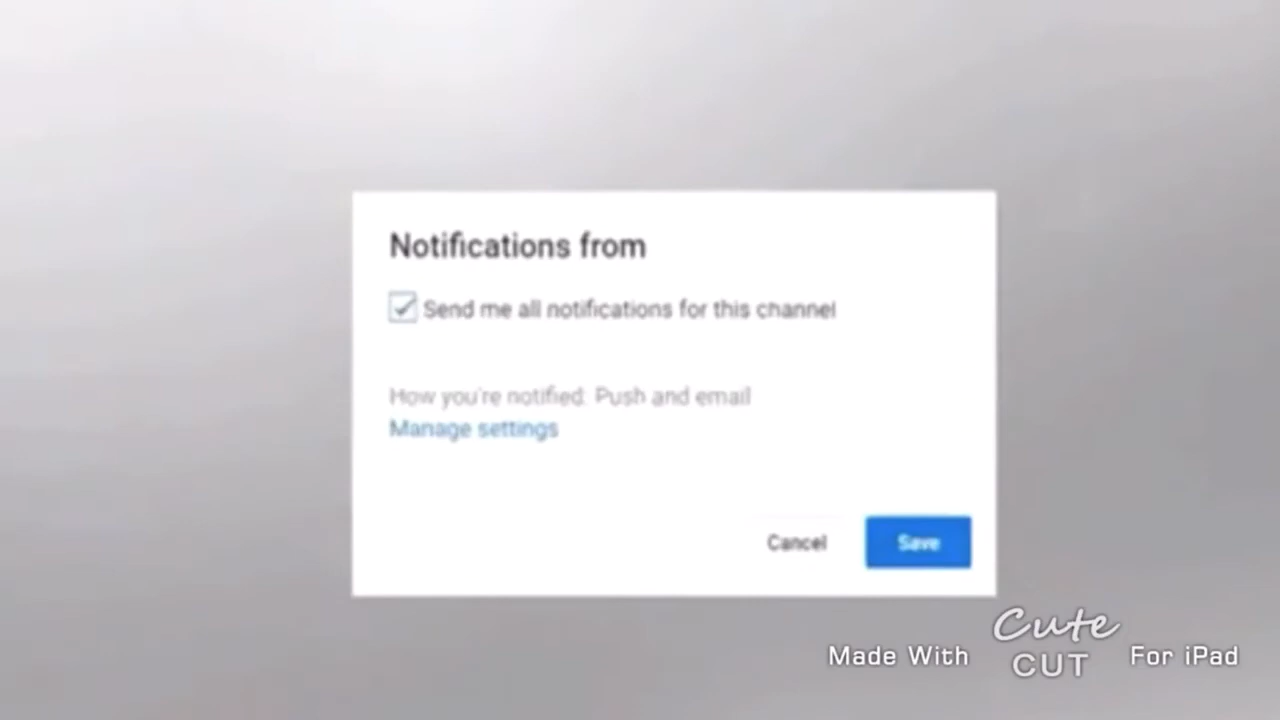 Notifications from
Send me all notifications for this channel
How you're notified: Push and email
Manage settings
Cancel
Save
Made With Cute CUT For iPad